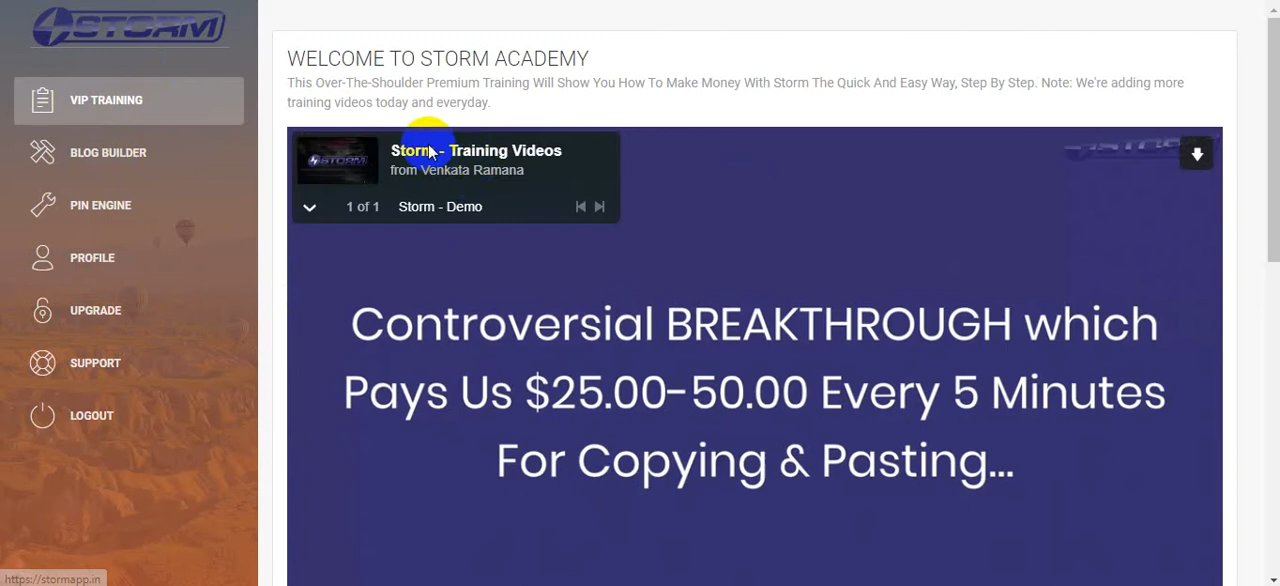 STORM
VIP TRAINING
BLOG BUILDER
PIN ENGINE
PROFILE
UPGRADE
SUPPORT
LOGOUT
https://stormapp.in
WELCOME TO STORM ACADEMY
This Over-The-Shoulder Premium Training Will Show You How To Make Money With Storm The Quick And Easy Way, Step By Step. Note: We're adding more
training videos today and everyday.
STORM
Storm - Training Videos
from Venkata Ramana
1 of 1 Storm - Demo
STORM
Controversial BREAKTHROUGH which
Pays Us $25.00-50.00 Every 5 Minutes
For Copying & Pasting...